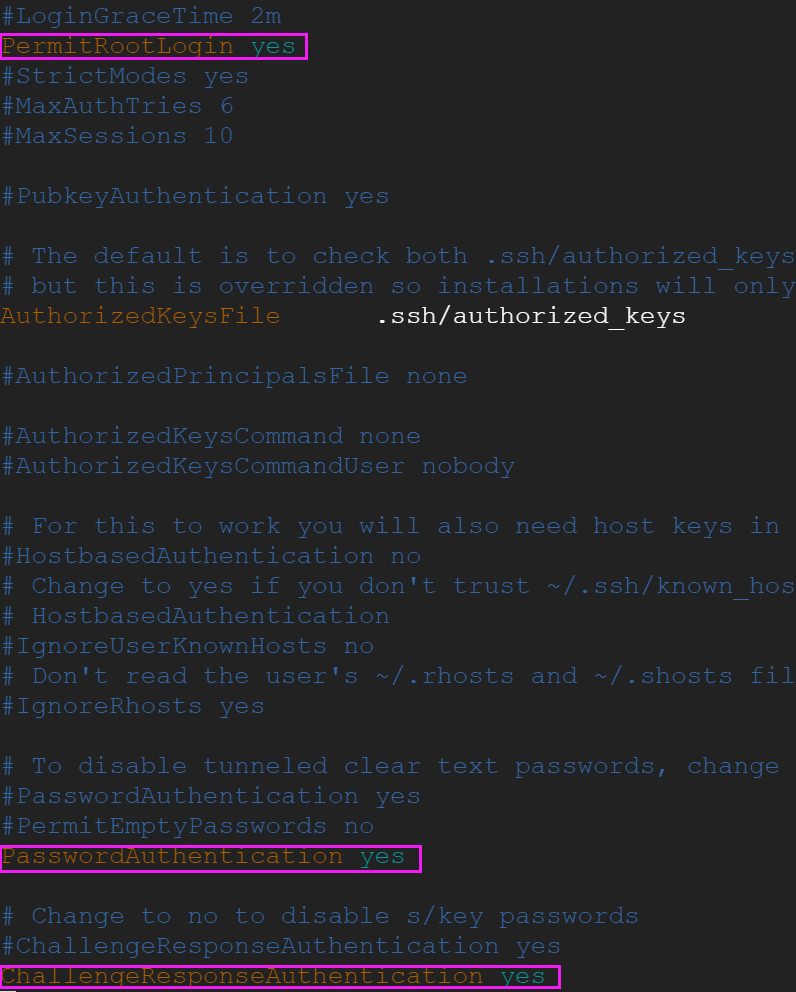 #LoginGraceTime 2m
PermitRootLogin yes
#StrictModes yes
#MaxAuthTries 6
#MaxSessions 10
#PubkeyAuthentication yes
# The default is to check both .ssh/authorized_keys
# but this is overridden so installations will only
AuthorizedKeysFile .ssh/authorized_keys
#AuthorizedPrincipalsFile none
#AuthorizedKeysCommand none
#AuthorizedKeysCommandUser nobody
# For this to work you will also need host keys in
#HostbasedAuthentication no
# Change to yes if you don't trust ~/.ssh/known_hos
# HostbasedAuthentication
#IgnoreUserKnownHosts no
# Don't read the user's ~/.rhosts and ~/.shosts fil
#IgnoreRhosts yes
# To disable tunneled clear text passwords, change
#PasswordAuthentication yes
#PermitEmptyPasswords no
PasswordAuthentication yes
# Change to no to disable s/key passwords
#ChallengeResponseAuthentication yes
ChallengeResponseAuthentication yes